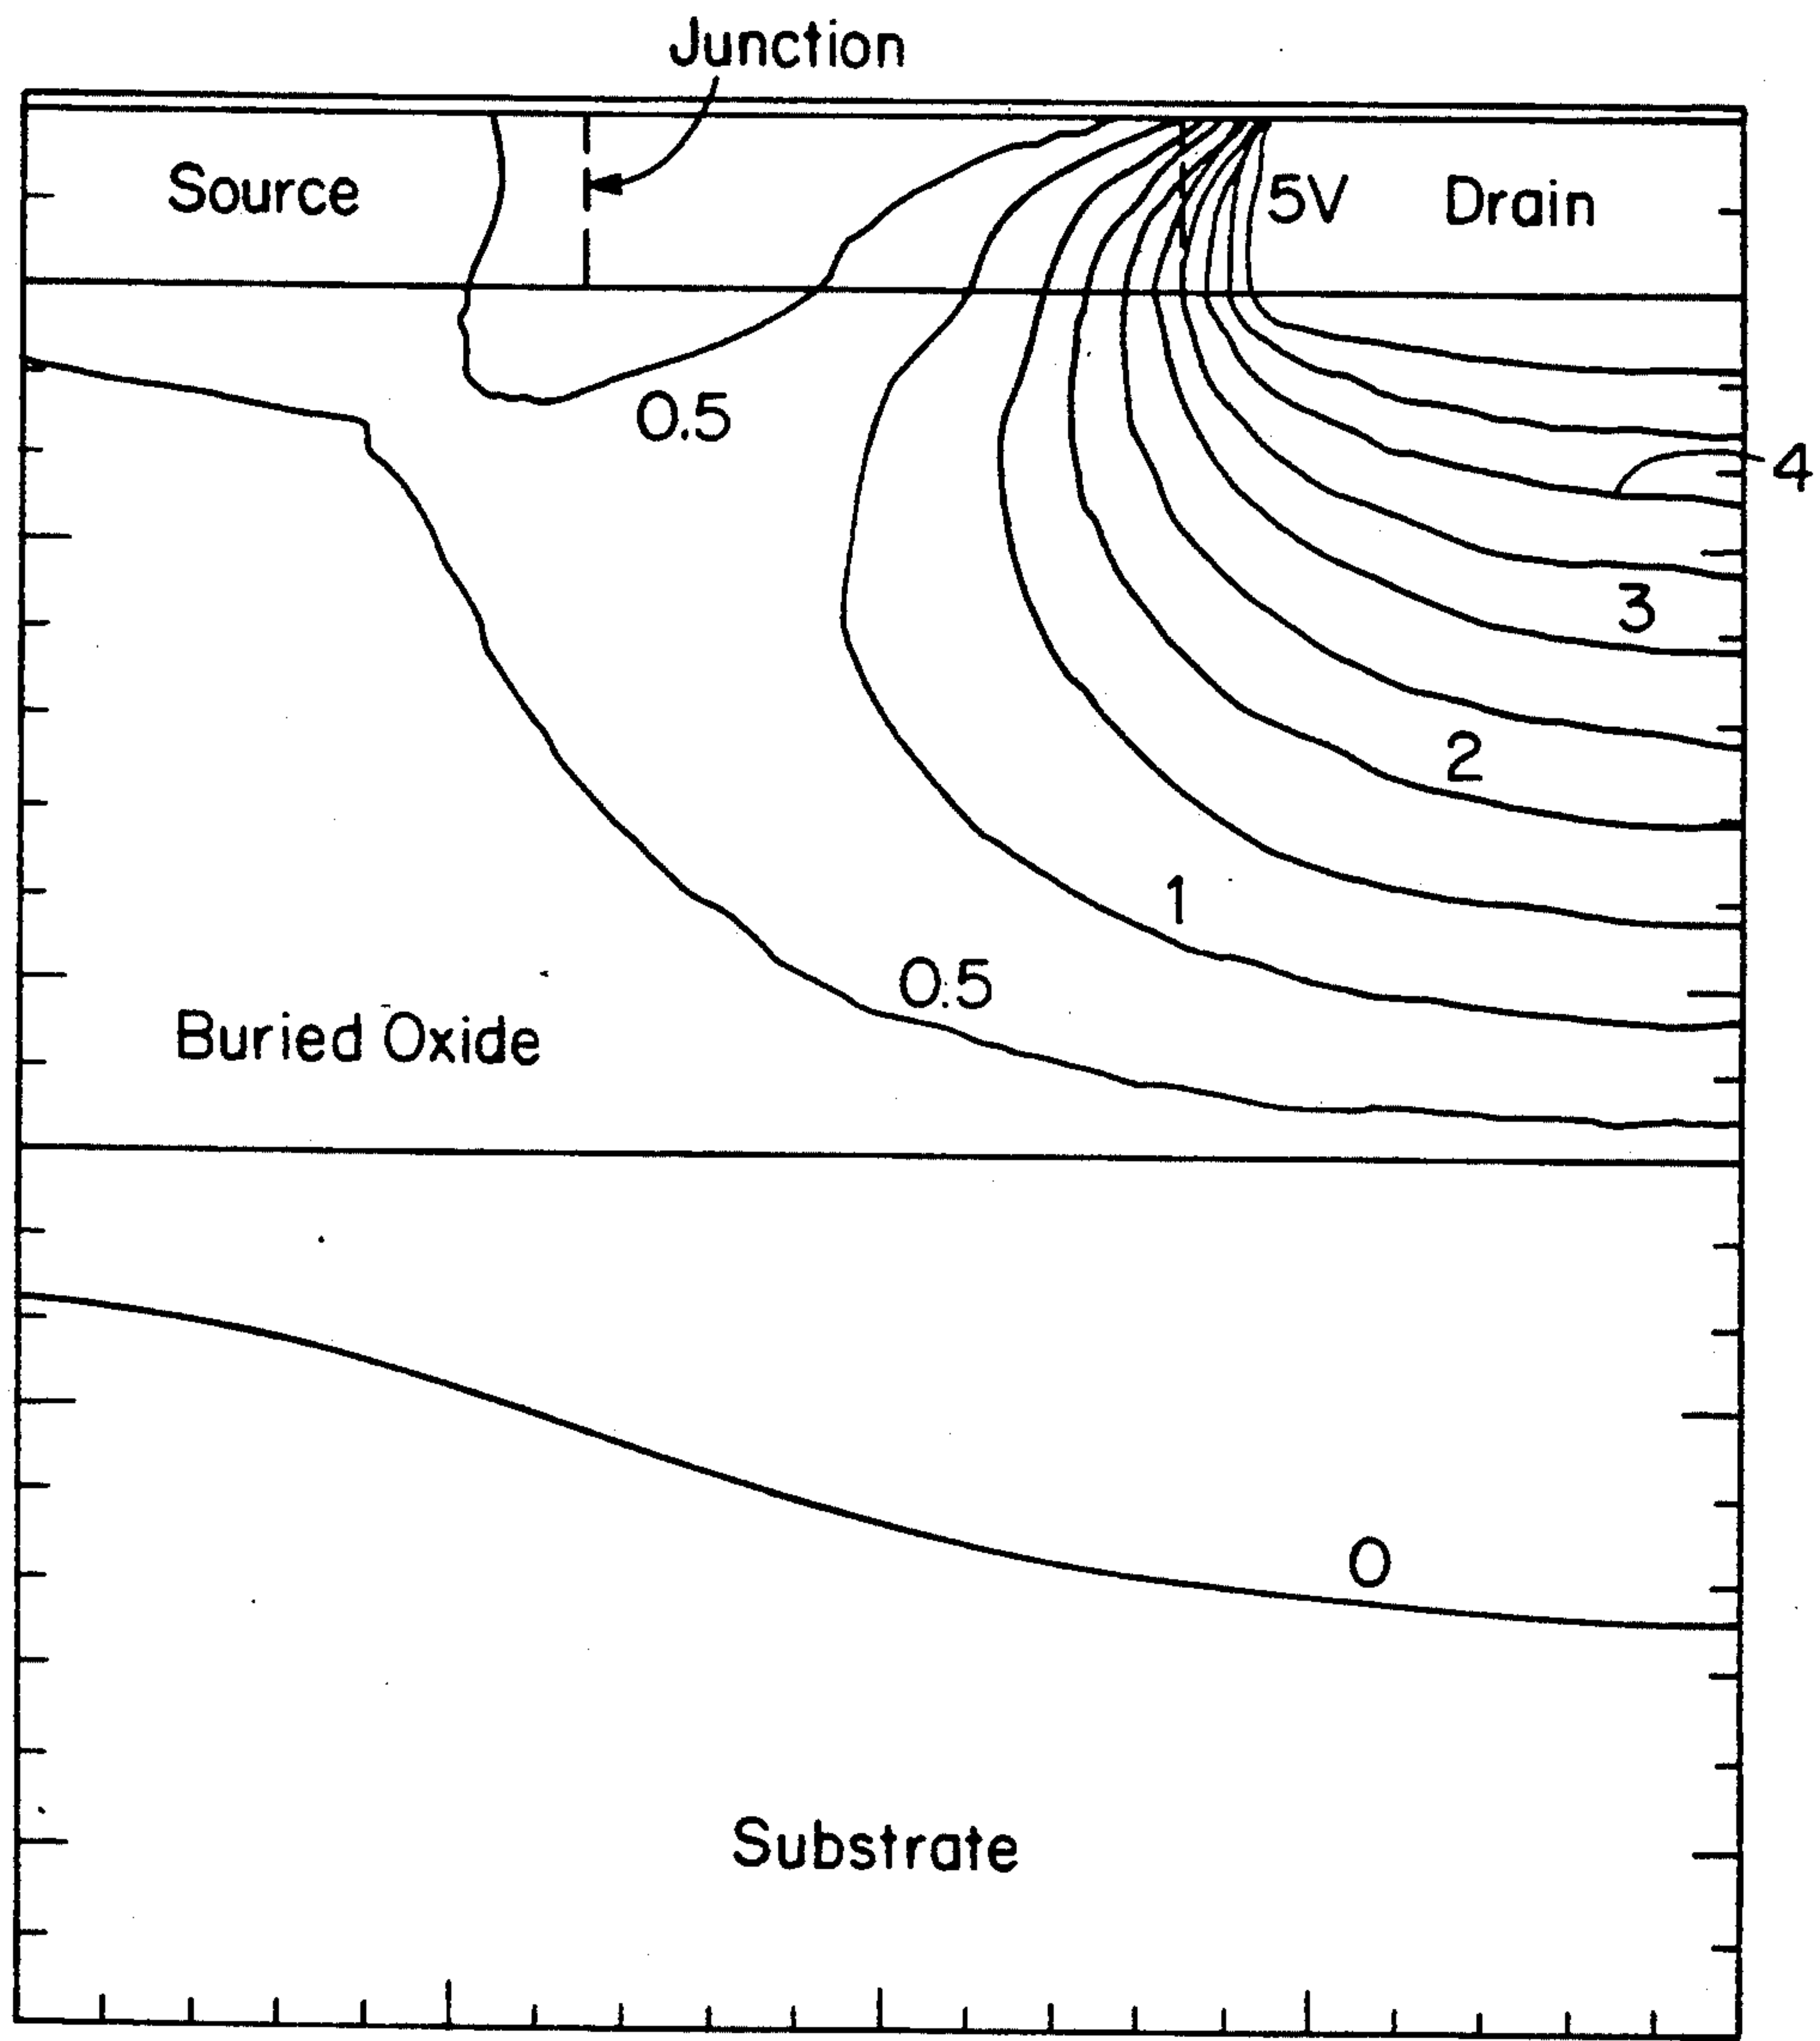 Junction
Source
5V
Drain
0.5
4
3
2
1
0.5
Buried Oxide
0
Substrate